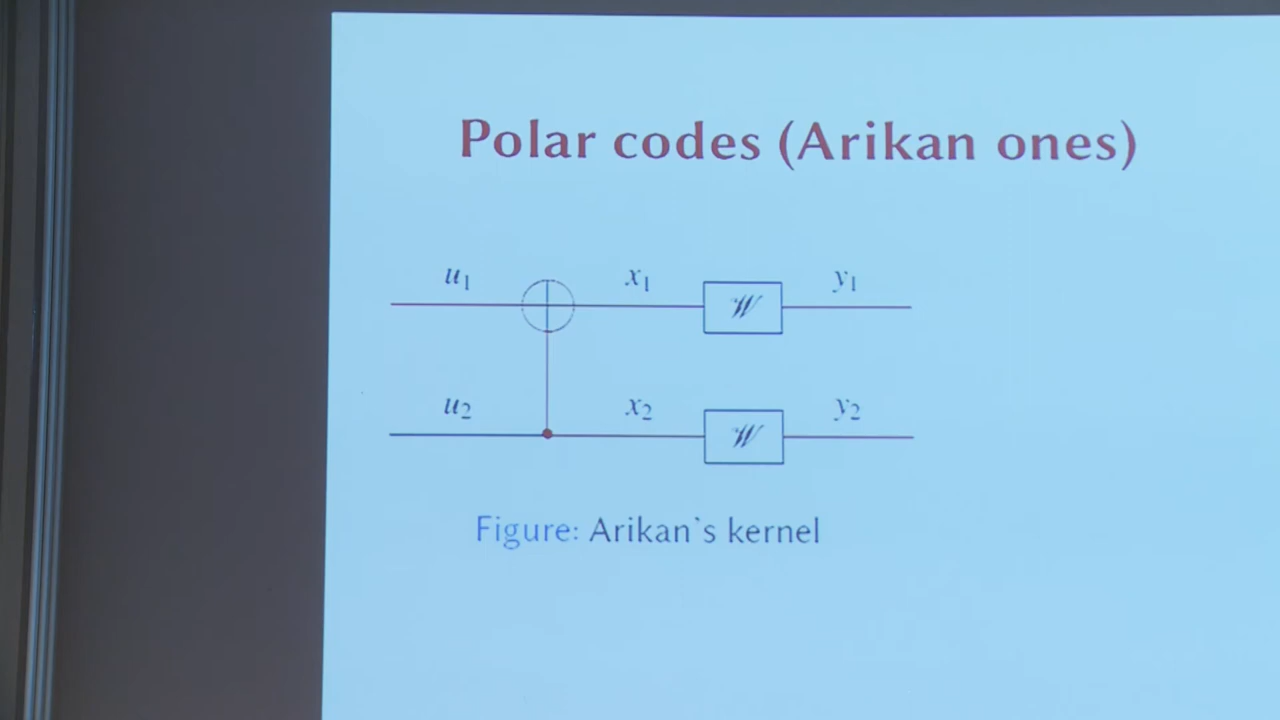 Polar codes (Arikan ones)
u1 x1 W y1
u2 x2 W y2
Figure: Arikan`s kernel